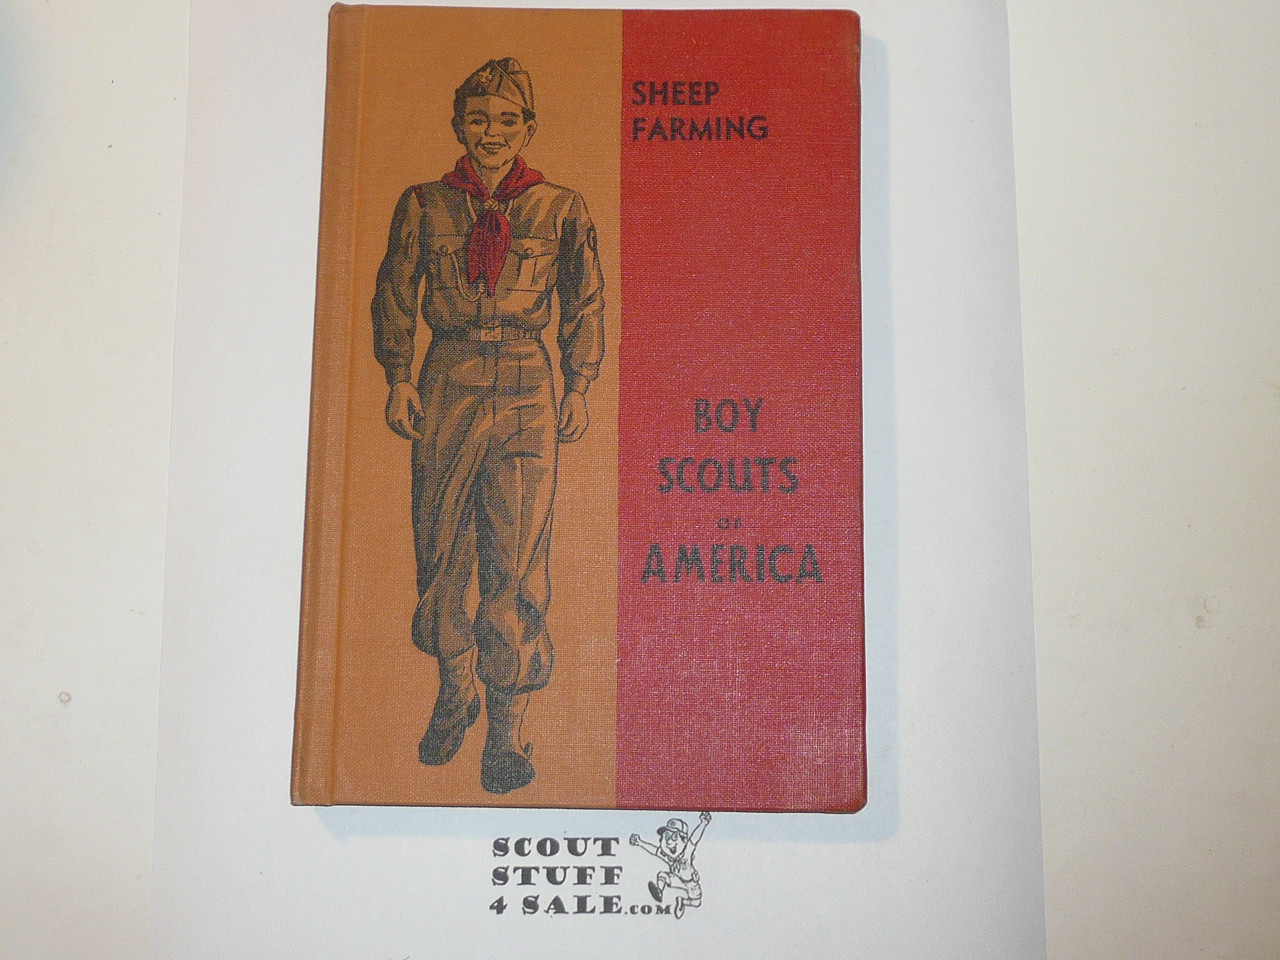 SHEEP
FARMING
BOY
SCOUTS
OF
AMERICA
SCOUT
STUFF
4 SALE.COM